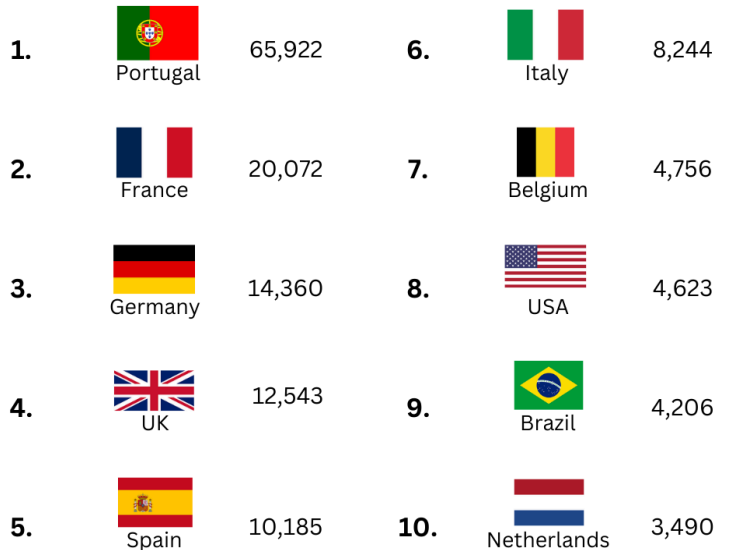 1. Portugal 65,922
2. France 20,072
3. Germany 14,360
4. UK 12,543
5. Spain 10,185
6. Italy 8,244
7. Belgium 4,756
8. USA 4,623
9. Brazil 4,206
10. Netherlands 3,490